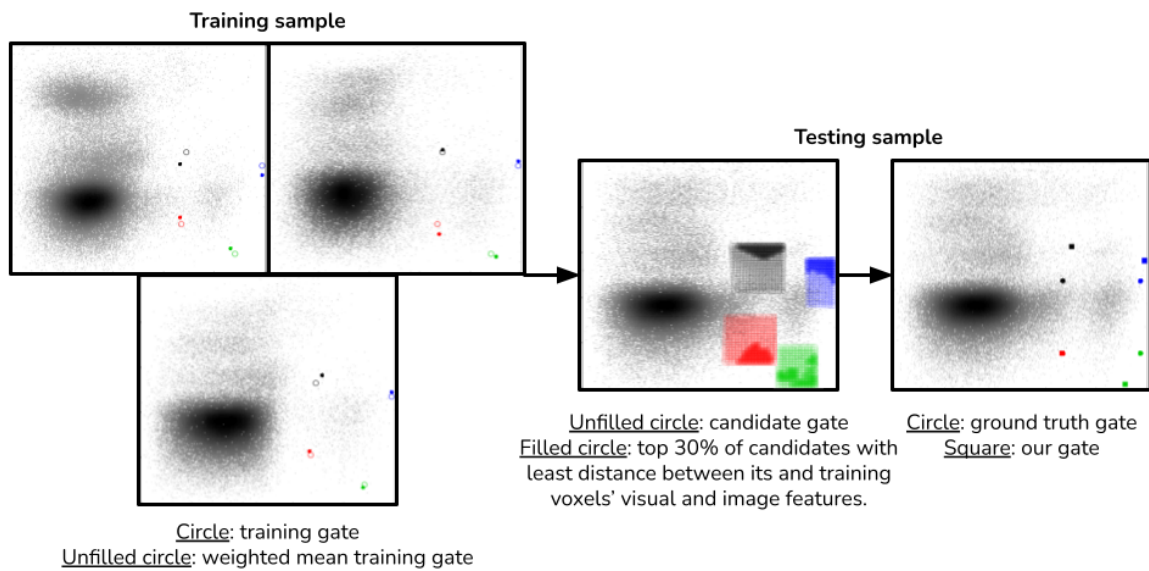 Training sample
Testing sample
Unfilled circle: candidate gate
Filled circle: top 30% of candidates with
least distance between its and training
voxels' visual and image features.
Circle: ground truth gate
Square: our gate
Circle: training gate
Unfilled circle: weighted mean training gate